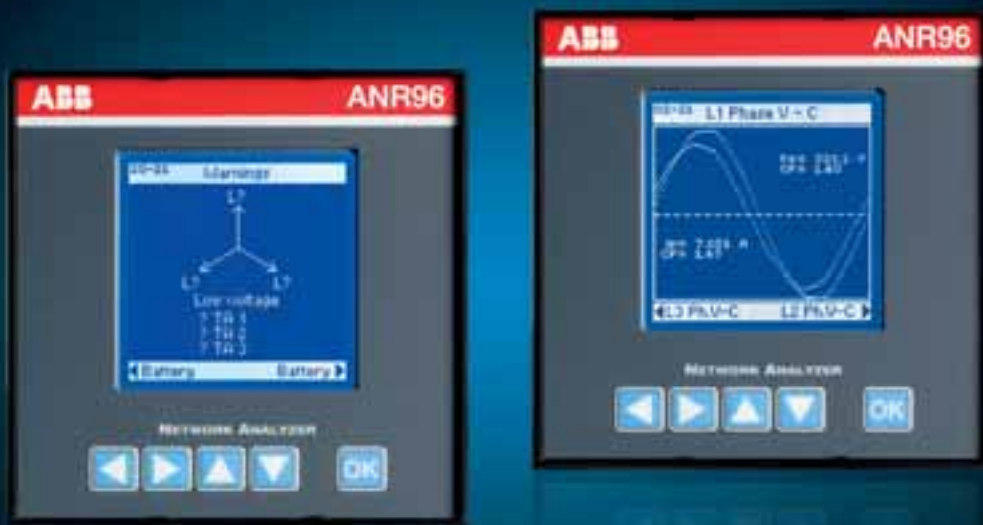 ABB ANR96
Warnings
L?
L? L?
Low voltage
? TA 1
? TA 2
? TA 3
Battery Battery
NETWORK ANALYZER
OK
ABB ANR96
L1 Phase V - C
L3 Ph.V-C L2 Ph.V-C
NETWORK ANALYZER
OK